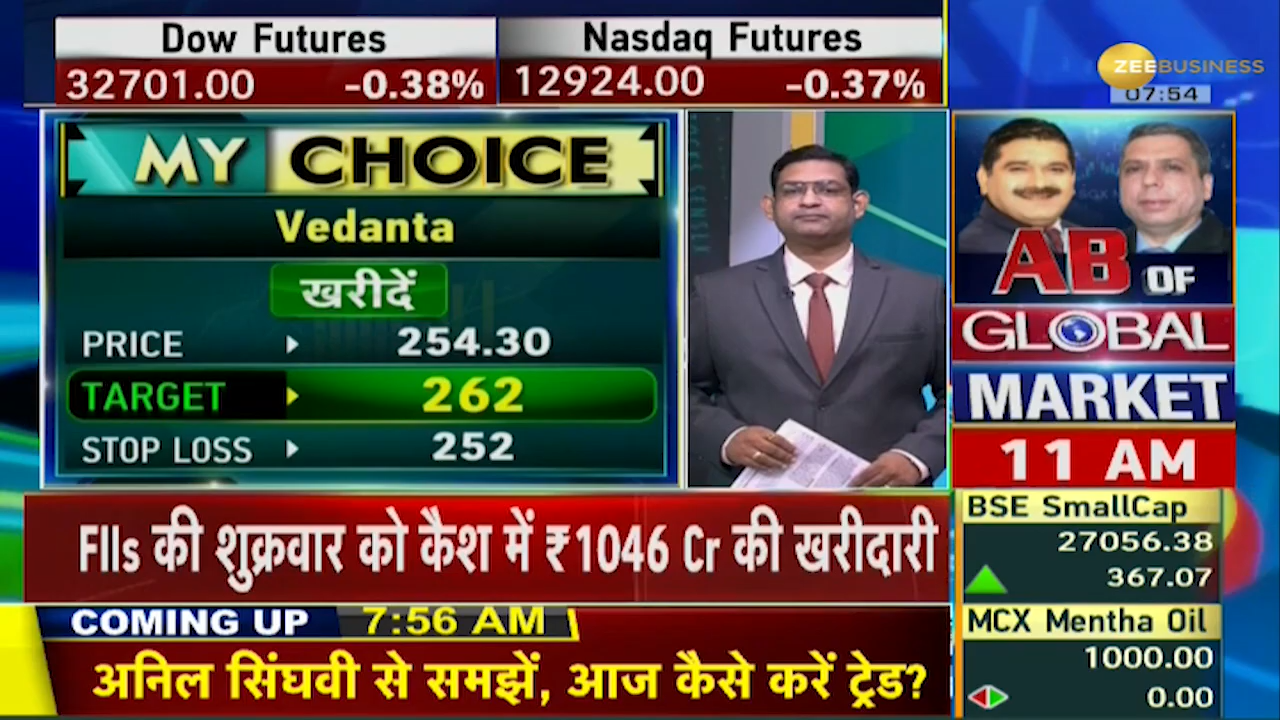 Dow Futures
32701.00 -0.38%
Nasdaq Futures
12924.00 -0.37%
ZEEBUSINESS
07:54
MY CHOICE
Vedanta
खरीदें
PRICE 254.30
TARGET 262
STOP LOSS 252
AB OF
GLOBAL
MARKET
11 AM
BSE SmallCap
27056.38
367.07
MCX Mentha Oil
1000.00
0.00
FIIs की शुक्रवार को कैश में ₹1046 Cr की खरीदारी
COMING UP 7:56 AM
अनिल सिंघवी से समझें, आज कैसे करें ट्रेड?